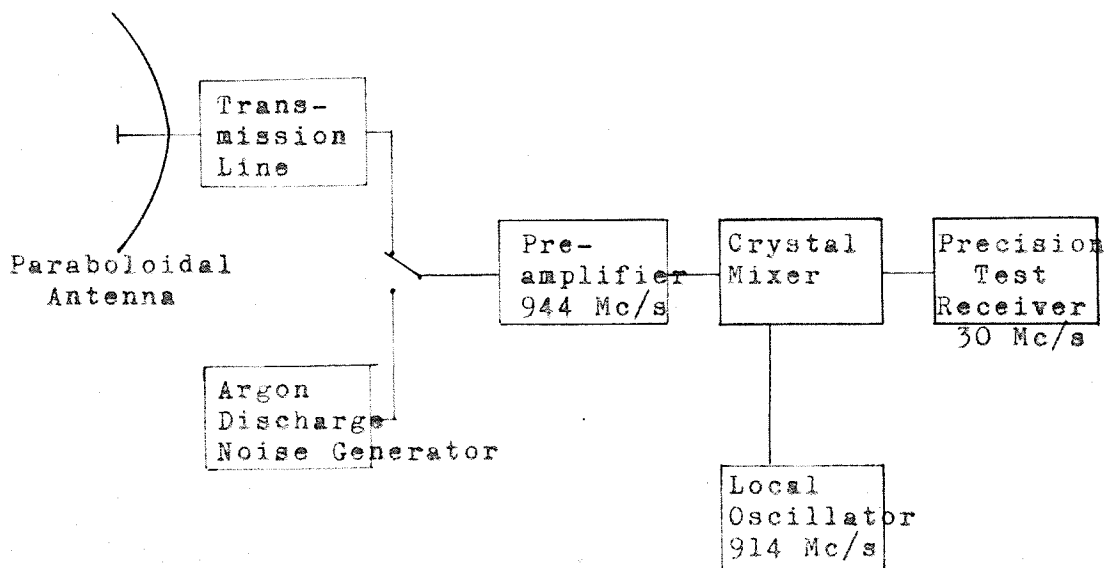 Trans-
mission
Line
Paraboloidal
Antenna
Pre-
amplifier
944 Mc/s
Crystal
Mixer
Precision
Test
Receiver
30 Mc/s
Argon
Discharge
Noise Generator
Local
Oscillator
914 Mc/s